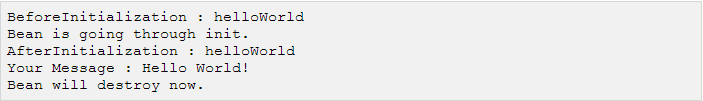 BeforeInitialization : helloWorld
Bean is going through init.
AfterInitialization : helloWorld
Your Message : Hello World!
Bean will destroy now.